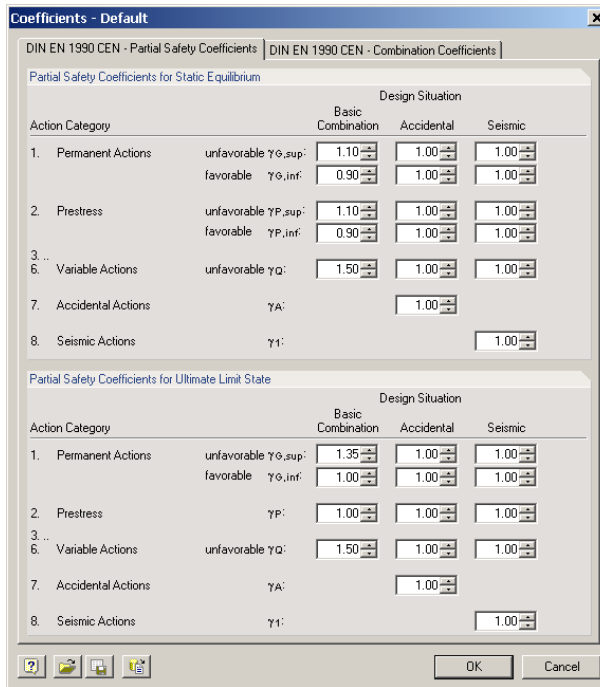 Coefficients - Default
DIN EN 1990 CEN - Partial Safety Coefficients DIN EN 1990 CEN - Combination Coefficients
Partial Safety Coefficients for Static Equilibrium
Design Situation
Basic
Action Category Combination Accidental Seismic
1. Permanent Actions unfavorable γG,sup: 1.10 1.00 1.00
favorable γG,inf: 0.90 1.00 1.00
2. Prestress unfavorable γP,sup: 1.10 1.00 1.00
favorable γP,inf: 0.90 1.00 1.00
3. ..
6. Variable Actions unfavorable γQ: 1.50 1.00 1.00
7. Accidental Actions γA: 1.00
8. Seismic Actions γ1: 1.00
Partial Safety Coefficients for Ultimate Limit State
Design Situation
Basic
Action Category Combination Accidental Seismic
1. Permanent Actions unfavorable γG,sup: 1.35 1.00 1.00
favorable γG,inf: 1.00 1.00 1.00
2. Prestress γP: 1.00 1.00 1.00
3. ..
6. Variable Actions unfavorable γQ: 1.50 1.00 1.00
7. Accidental Actions γA: 1.00
8. Seismic Actions γ1: 1.00
OK Cancel